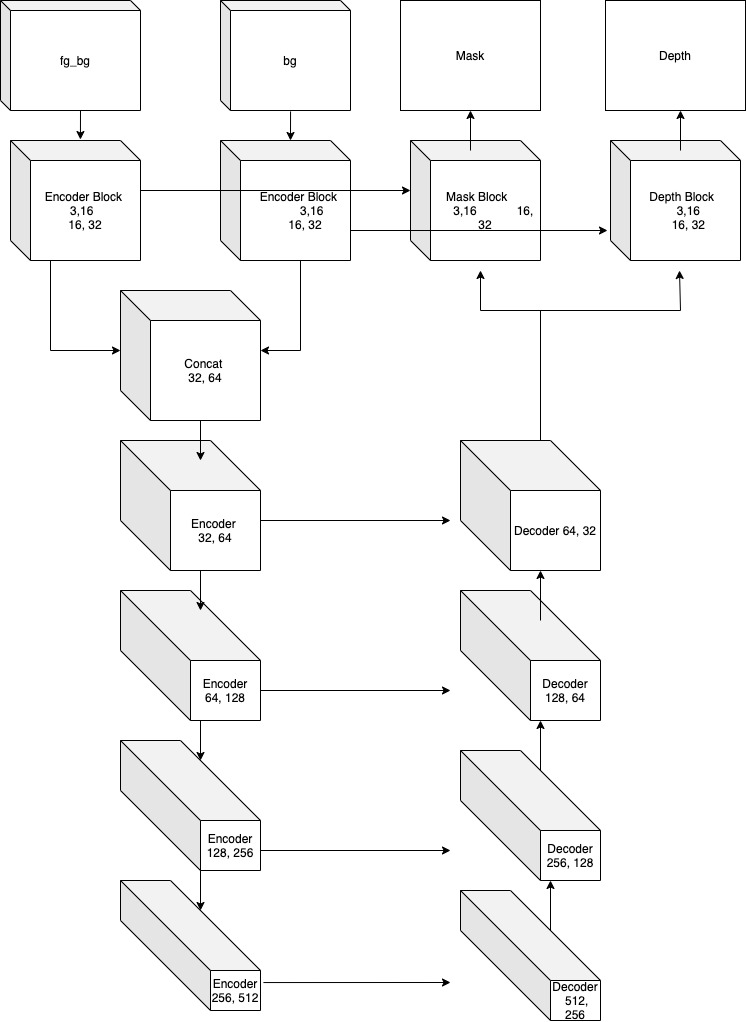 fg_bg
bg
Mask
Depth
Encoder Block
3,16
16, 32
Encoder Block
3,16
16, 32
Mask Block
3,16 16,
32
Depth Block
3,16
16, 32
Concat
32, 64
Encoder
32, 64
Decoder 64, 32
Encoder
64, 128
Decoder
128, 64
Encoder
128, 256
Decoder
256, 128
Encoder
256, 512
Decoder
512,
256